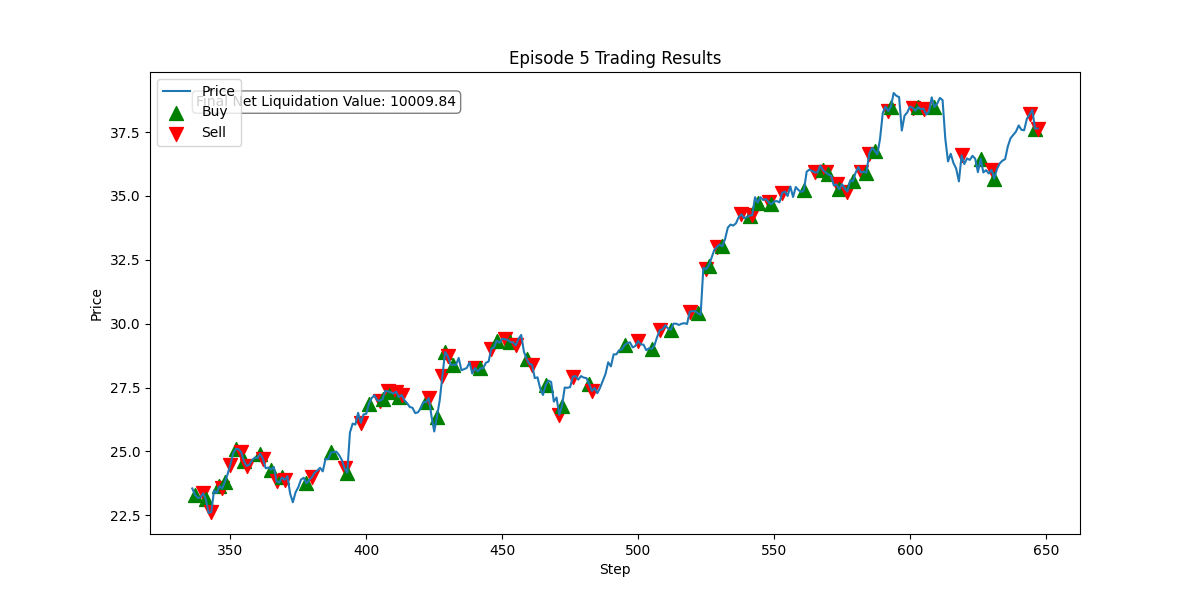 Episode 5 Trading Results
Final Net Liquidation Value: 10009.84
Price
Buy
Sell
37.5
35.0
32.5
30.0
27.5
25.0
22.5
Price
350
400
450
500
550
600
650
Step